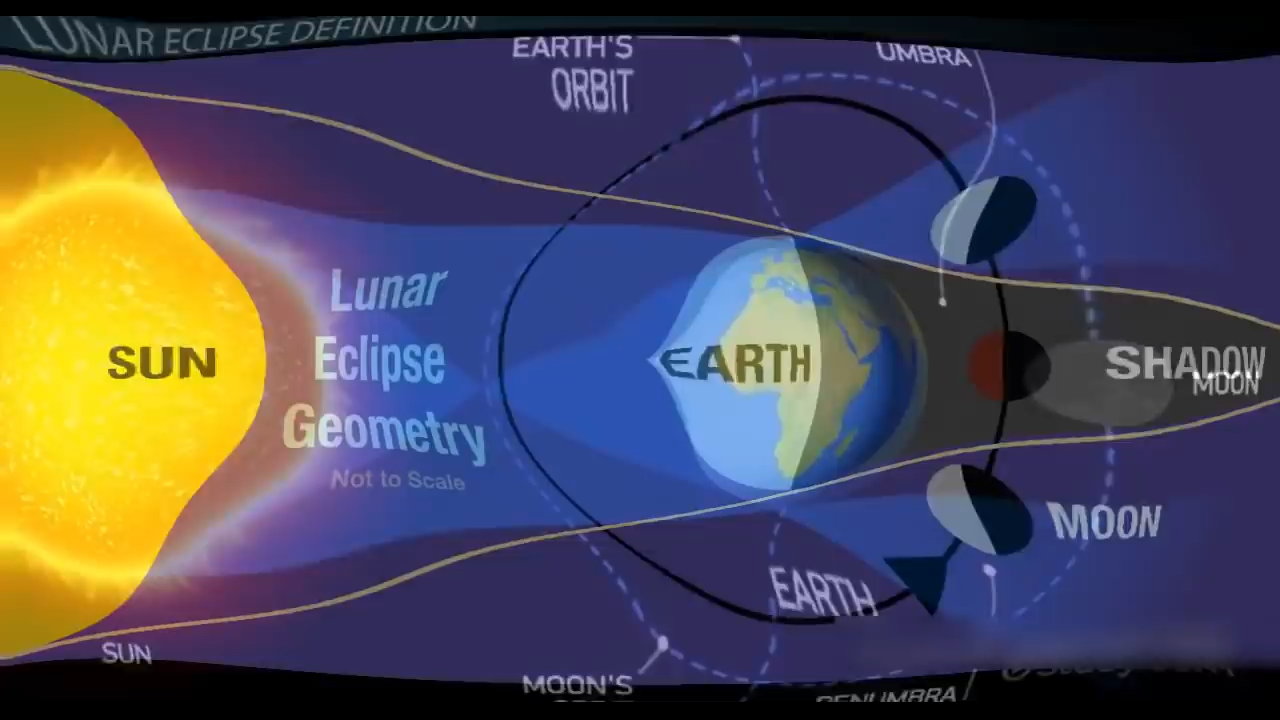 LUNAR ECLIPSE DEFINITION
EARTH'S
ORBIT
UMBRA
Lunar
Eclipse
Geometry
Not to Scale
SUN
EARTH
SHADOW
MOON
MOON
EARTH
SUN
MOON'S
ORBIT
PENUMBRA